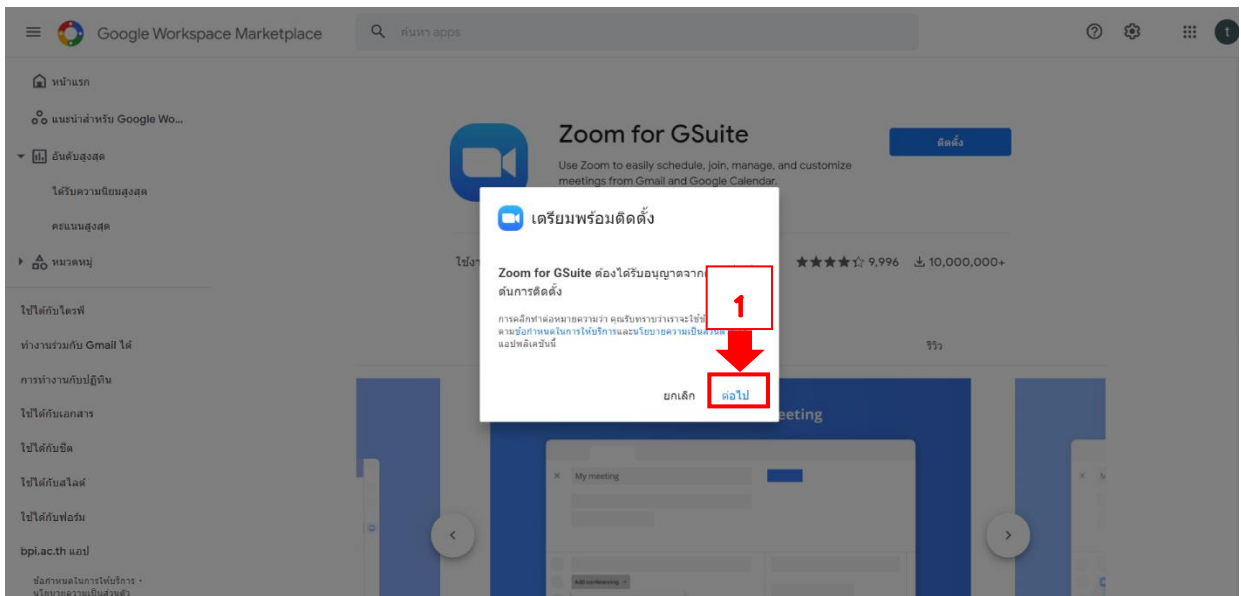 Google Workspace Marketplace
ค้นหา apps
t
หน้าแรก
แนะนำสำหรับ Google Wo...
อันดับสูงสุด
ได้รับความนิยมสูงสุด
คะแนนสูงสุด
หมวดหมู่
ใช้ได้กับไดรฟ์
ทำงานร่วมกับ Gmail ได้
การทำงานกับปฏิทิน
ใช้ได้กับเอกสาร
ใช้ได้กับชีต
ใช้ได้กับสไลด์
ใช้ได้กับฟอร์ม
bpi.ac.th แอป
ข้อกำหนดในการให้บริการ ·
นโยบายความเป็นส่วนตัว
Zoom for GSuite
ติดตั้ง
Use Zoom to easily schedule, join, manage, and customize
meetings from Gmail and Google Calendar.
9,996
10,000,000+
รีวิว
เตรียมพร้อมติดตั้ง
Zoom for GSuite ต้องได้รับอนุญาตจาก
ต้นการติดตั้ง
การคลิกทำต่อหมายความว่า คุณรับทราบว่าเราจะใช้
ตามข้อกำหนดในการให้บริการและนโยบายความเป็นส่วนตั
แอปพลิเคชันนี้
1
ยกเลิก
ต่อไป
eeting
My meeting
Add conferencing